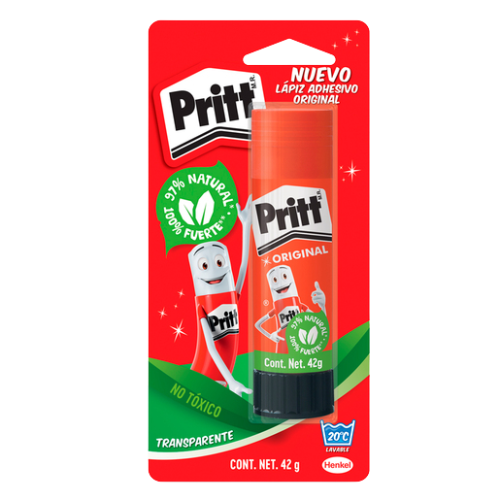 NUEVO
LÁPIZ ADHESIVO
ORIGINAL
Pritt M.R.
97% NATURAL*
100% FUERTE**
Pritt M.R.
ORIGINAL
Pritt
97% NATURAL*
100% FUERTE**
Cont. Net. 42g
Pritt
NO TÓXICO
TRANSPARENTE
20°C
LAVABLE
CONT. NET. 42 g
Henkel